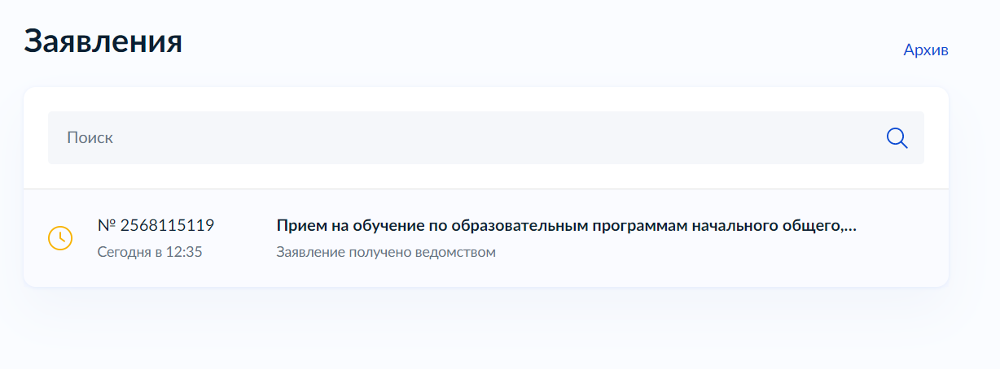 Заявления
Архив
Поиск
№ 2568115119
Прием на обучение по образовательным программам начального общего,...
Сегодня в 12:35
Заявление получено ведомством